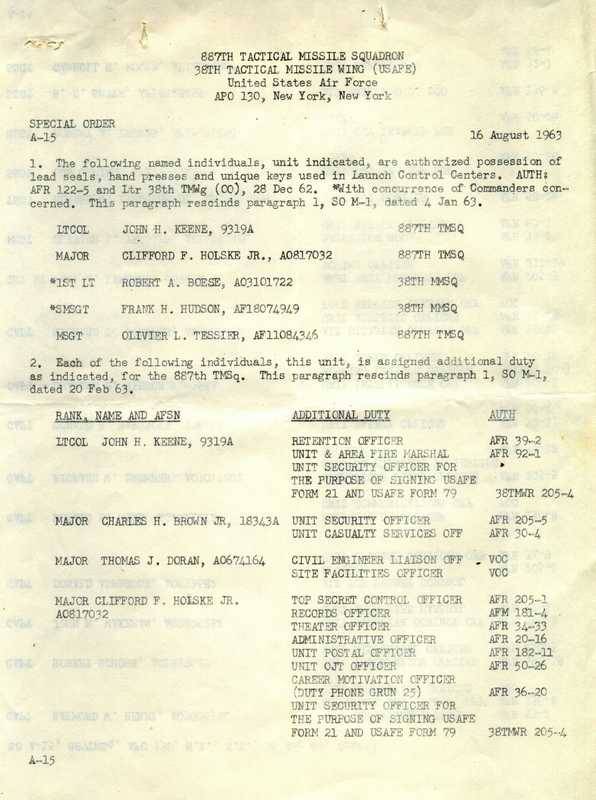 887TH TACTICAL MISSILE SQUADRON
38TH TACTICAL MISSILE WING (USAFE)
United States Air Force
APO 130, New York, New York
SPECIAL ORDER
A-15 16 August 1963
1. The following named individuals, unit indicated, are authorized possession of
lead seals, hand presses and unique keys used in Launch Control Centers. AUTH:
AFR 122-5 and Ltr 38th TMWg (CO), 28 Dec 62. *With concurrence of Commanders con-
cerned. This paragraph rescinds paragraph 1, SO M-1, dated 4 Jan 63.
LTCOL JOHN H. KEENE, 9319A 887TH TMSQ
MAJOR CLIFFORD F. HOLSKE JR., AO817032 887TH TMSQ
*1ST LT ROBERT A. BOESE, AO3101722 38TH MMSQ
*SMSGT FRANK H. HUDSON, AF18074949 38TH MMSQ
MSGT OLIVIER L. TESSIER, AF11084346 887TH TMSQ
2. Each of the following individuals, this unit, is assigned additional duty
as indicated, for the 887th TMSq. This paragraph rescinds paragraph 1, SO M-1,
dated 20 Feb 63.
RANK, NAME AND AFSN ADDITIONAL DUTY AUTH
LTCOL JOHN H. KEENE, 9319A RETENTION OFFICER AFR 39-2
UNIT & AREA FIRE MARSHAL AFR 92-1
UNIT SECURITY OFFICER FOR
THE PURPOSE OF SIGNING USAFE
FORM 21 AND USAFE FORM 79 38TMWR 205-4
MAJOR CHARLES H. BROWN JR, 18343A UNIT SECURITY OFFICER AFR 205-5
UNIT CASUALTY SERVICES OFF AFR 30-4
MAJOR THOMAS J. DORAN, AO674164 CIVIL ENGINEER LIAISON OFF VOC
SITE FACILITIES OFFICER VOC
MAJOR CLIFFORD F. HOLSKE JR. TOP SECRET CONTROL OFFICER AFR 205-1
AO817032 RECORDS OFFICER AFM 181-4
THEATER OFFICER AFR 34-33
ADMINISTRATIVE OFFICER AFR 20-16
UNIT POSTAL OFFICER AFR 182-11
UNIT OJT OFFICER AFR 50-26
CAREER MOTIVATION OFFICER
(DUTY PHONE GRUN 25) AFR 36-20
UNIT SECURITY OFFICER FOR
THE PURPOSE OF SIGNING USAFE
FORM 21 AND USAFE FORM 79 38TMWR 205-4
A-15